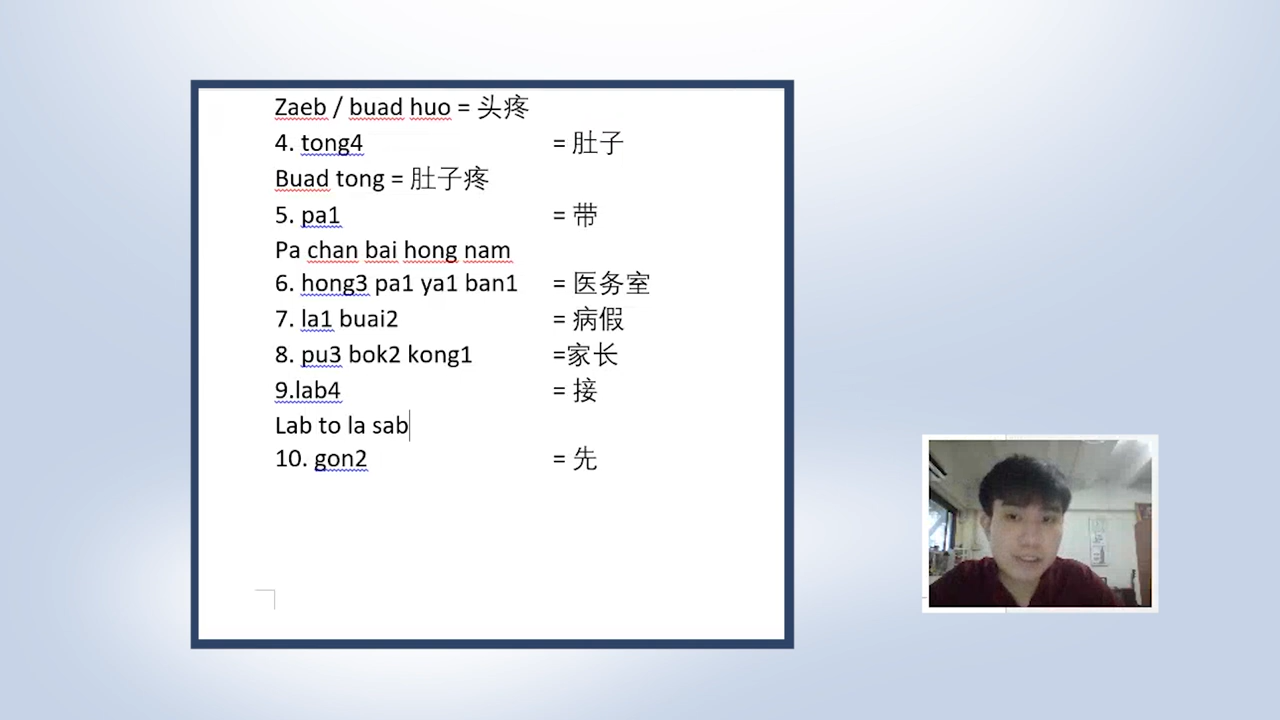 Zaeb / buad huo = 头疼
4. tong4 = 肚子
Buad tong = 肚子疼
5. pa1 = 带
Pa chan bai hong nam
6. hong3 pa1 ya1 ban1 = 医务室
7. la1 buai2 = 病假
8. pu3 bok2 kong1 =家长
9.lab4 = 接
Lab to la sab
10. gon2 = 先